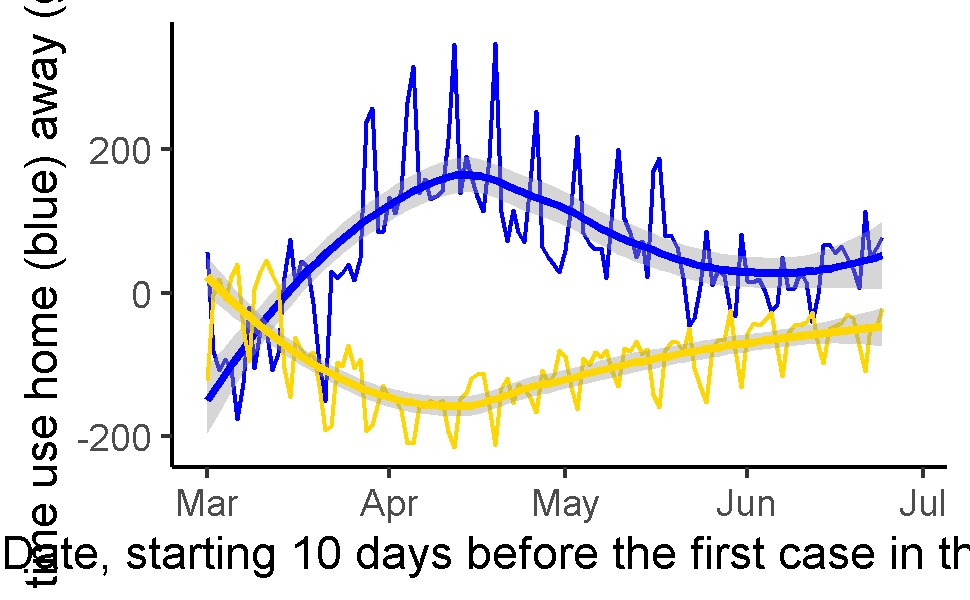 time use home (blue) away (
200
0
-200
Mar Apr May Jun Jul
Date, starting 10 days before the first case in th